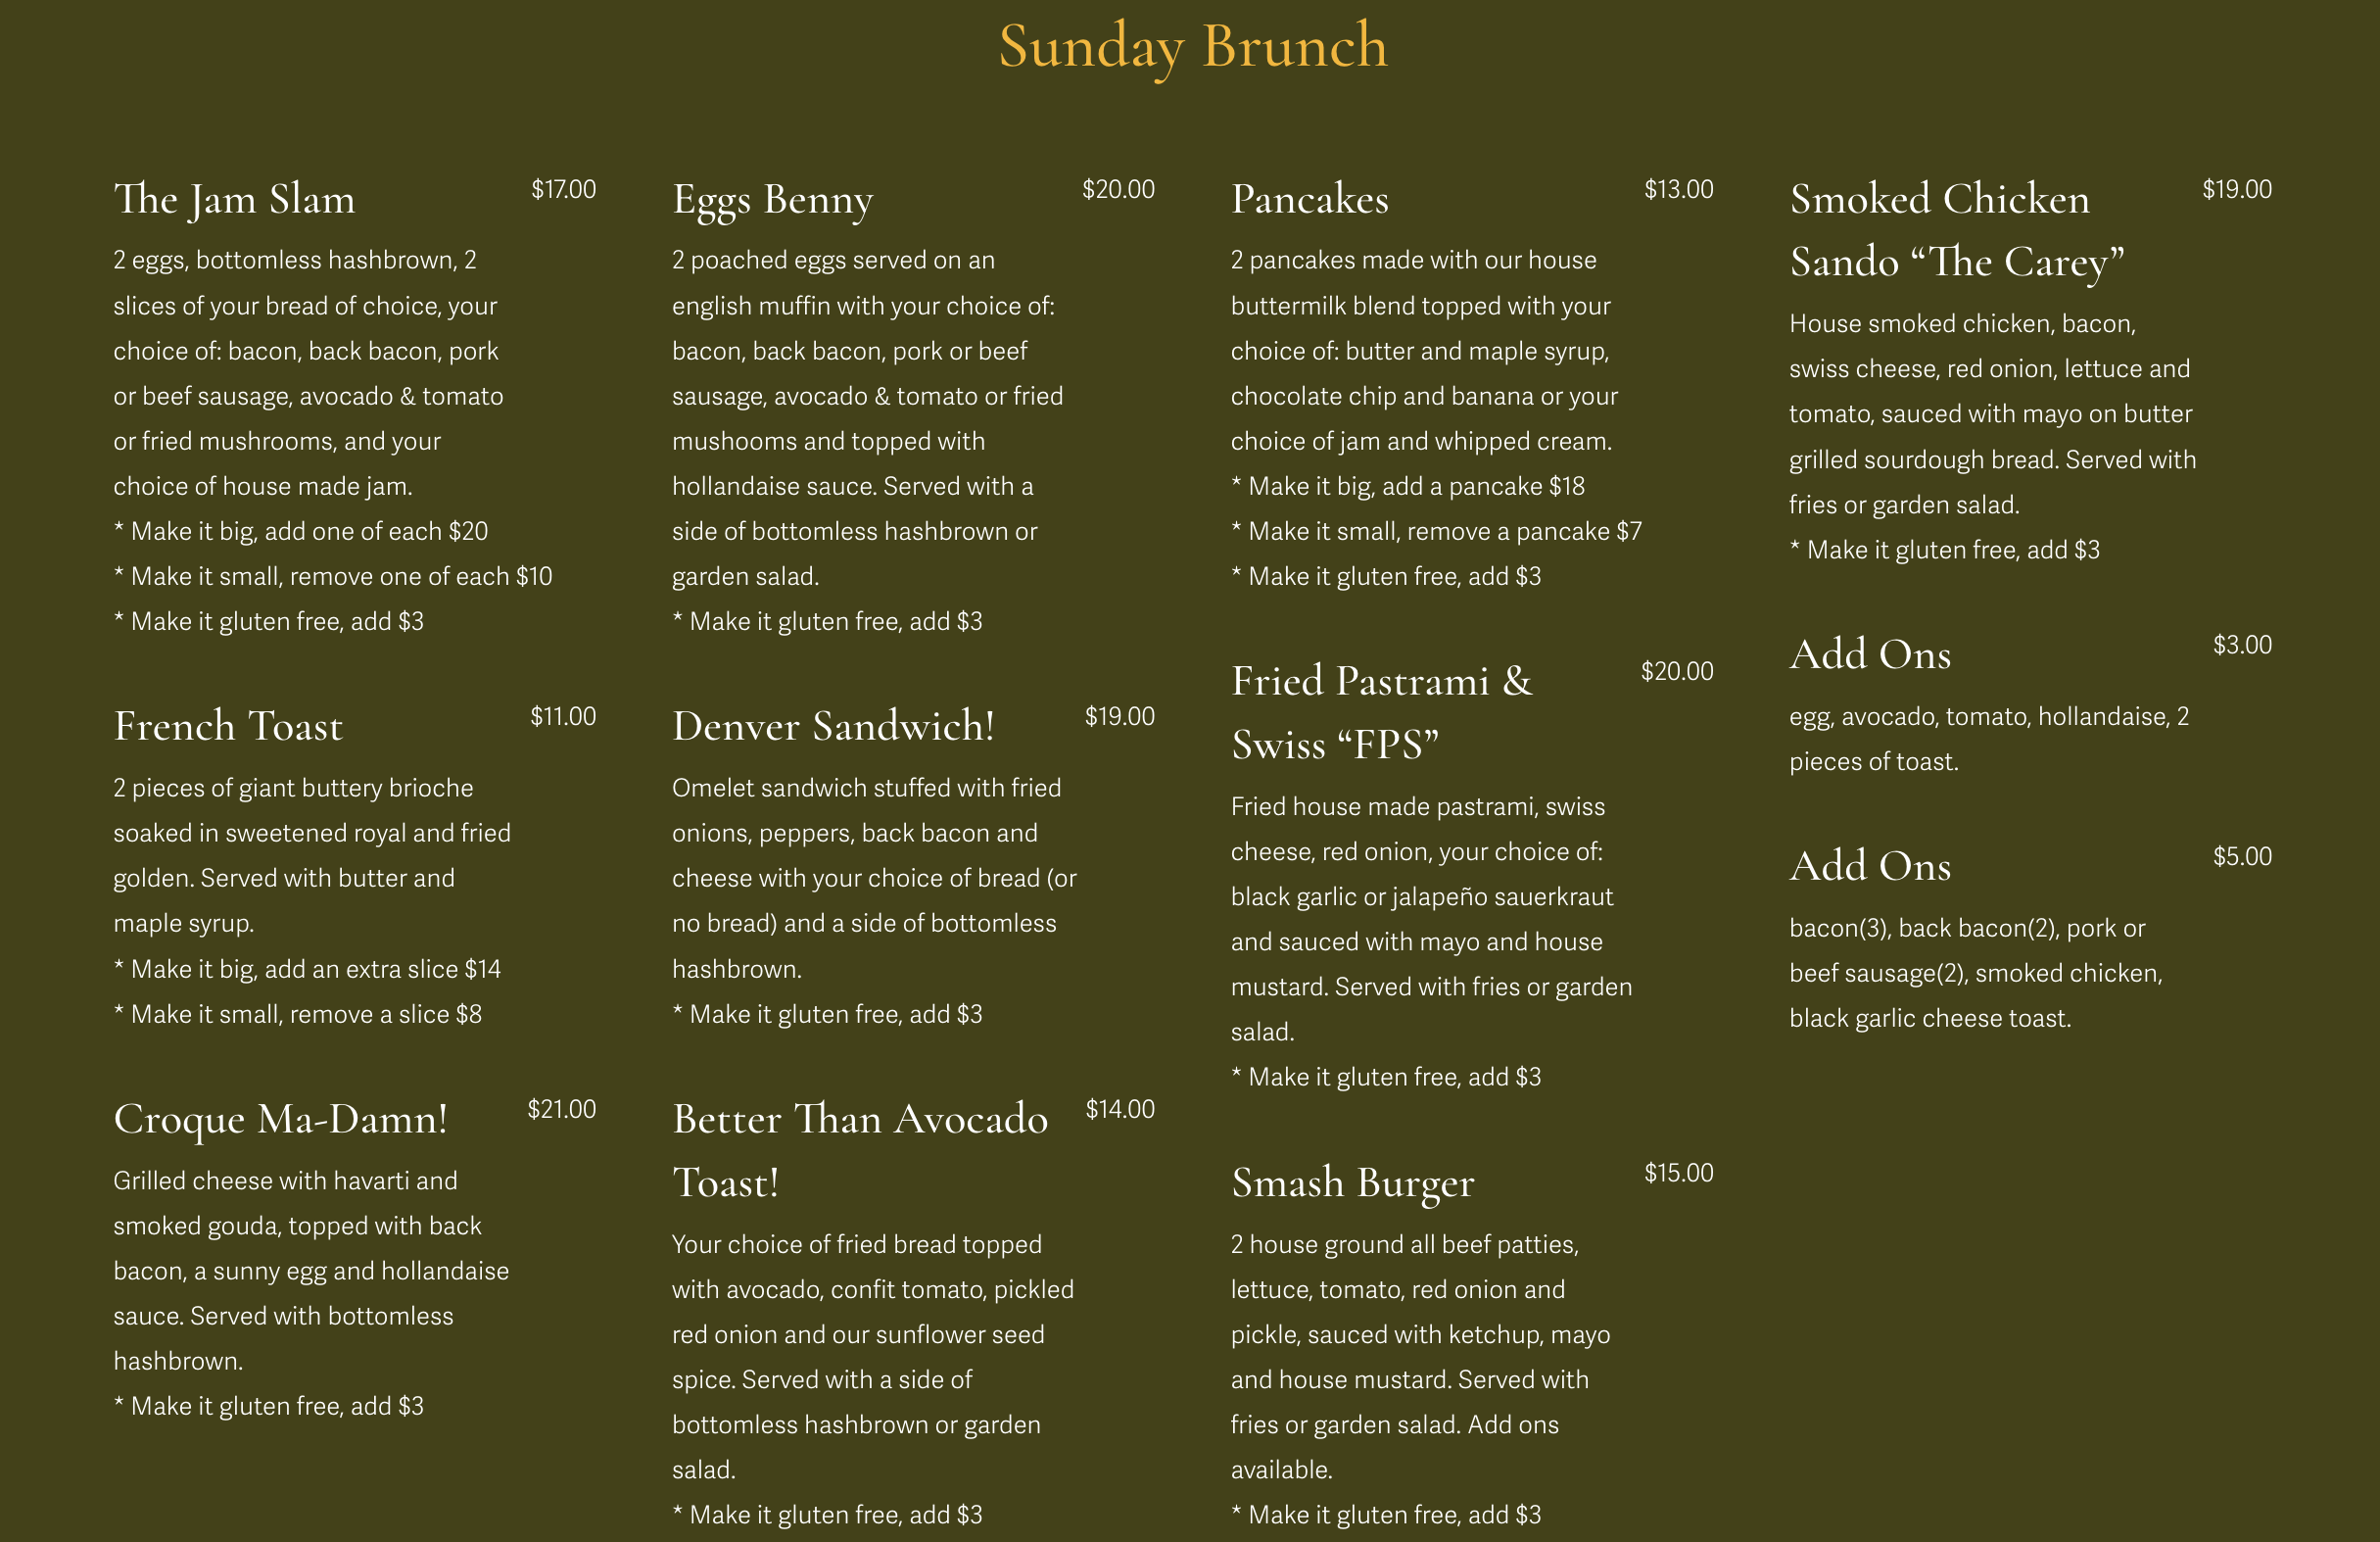 Sunday Brunch
The Jam Slam
$17.00
2 eggs, bottomless hashbrown, 2
slices of your bread of choice, your
choice of: bacon, back bacon, pork
or beef sausage, avocado & tomato
or fried mushrooms, and your
choice of house made jam.
* Make it big, add one of each $20
* Make it small, remove one of each $10
* Make it gluten free, add $3
French Toast
$11.00
2 pieces of giant buttery brioche
soaked in sweetened royal and fried
golden. Served with butter and
maple syrup.
* Make it big, add an extra slice $14
* Make it small, remove a slice $8
Croque Ma-Damn!
$21.00
Grilled cheese with havarti and
smoked gouda, topped with back
bacon, a sunny egg and hollandaise
sauce. Served with bottomless
hashbrown.
* Make it gluten free, add $3
Eggs Benny
$20.00
2 poached eggs served on an
english muffin with your choice of:
bacon, back bacon, pork or beef
sausage, avocado & tomato or fried
mushooms and topped with
hollandaise sauce. Served with a
side of bottomless hashbrown or
garden salad.
* Make it gluten free, add $3
Denver Sandwich!
$19.00
Omelet sandwich stuffed with fried
onions, peppers, back bacon and
cheese with your choice of bread (or
no bread) and a side of bottomless
hashbrown.
* Make it gluten free, add $3
Better Than Avocado
Toast!
$14.00
Your choice of fried bread topped
with avocado, confit tomato, pickled
red onion and our sunflower seed
spice. Served with a side of
bottomless hashbrown or garden
salad.
* Make it gluten free, add $3
Pancakes
$13.00
2 pancakes made with our house
buttermilk blend topped with your
choice of: butter and maple syrup,
chocolate chip and banana or your
choice of jam and whipped cream.
* Make it big, add a pancake $18
* Make it small, remove a pancake $7
* Make it gluten free, add $3
Fried Pastrami &
Swiss “FPS”
$20.00
Fried house made pastrami, swiss
cheese, red onion, your choice of:
black garlic or jalapeño sauerkraut
and sauced with mayo and house
mustard. Served with fries or garden
salad.
* Make it gluten free, add $3
Smash Burger
$15.00
2 house ground all beef patties,
lettuce, tomato, red onion and
pickle, sauced with ketchup, mayo
and house mustard. Served with
fries or garden salad. Add ons
available.
* Make it gluten free, add $3
Smoked Chicken
Sando “The Carey”
$19.00
House smoked chicken, bacon,
swiss cheese, red onion, lettuce and
tomato, sauced with mayo on butter
grilled sourdough bread. Served with
fries or garden salad.
* Make it gluten free, add $3
Add Ons
$3.00
egg, avocado, tomato, hollandaise, 2
pieces of toast.
Add Ons
$5.00
bacon(3), back bacon(2), pork or
beef sausage(2), smoked chicken,
black garlic cheese toast.